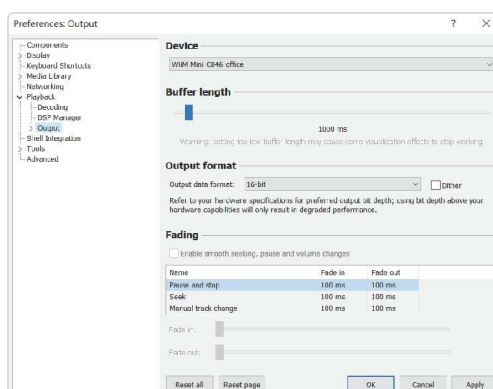 Preferences: Output
Components
Display
Keyboard Shortcuts
Media Library
Networking
Playback
Decoding
DSP Manager
Output
Shell Integration
Tools
Advanced
Device
WiiM Mini C846 office
Buffer length
1000 ms
Warning: setting too low buffer length may cause some visualization effects to stop working.
Output format
Output data format: 16-bit
Dither
Refer to your hardware specifications for preferred output bit depth; using bit depth above your
hardware capabilities will only result in degraded performance.
Fading
Enable smooth seeking, pause and volume changes
Name Fade in Fade out
Pause and stop 100 ms 100 ms
Seek 100 ms 100 ms
Manual track change 100 ms 100 ms
Fade in:
Fade out:
Reset all Reset page OK Cancel Apply